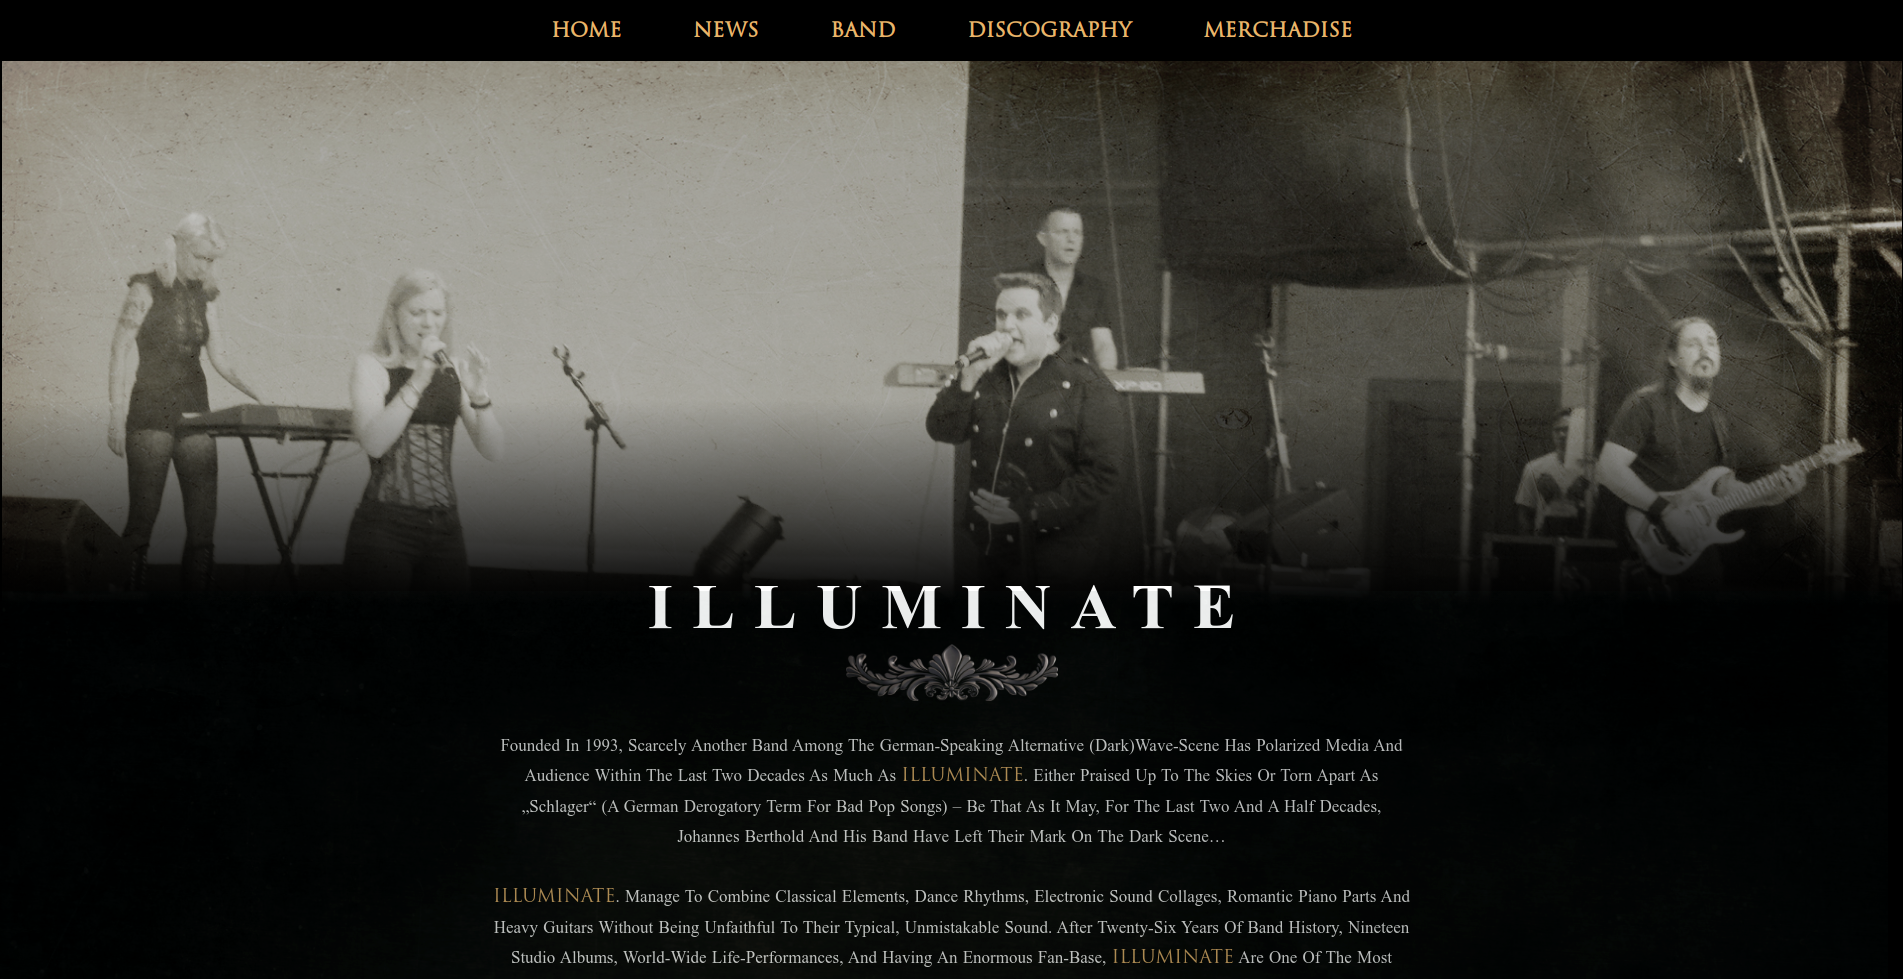 HOME NEWS BAND DISCOGRAPHY MERCHADISE
XP-80
ILLUMINATE
Founded In 1993, Scarcely Another Band Among The German-Speaking Alternative (Dark)Wave-Scene Has Polarized Media And
Audience Within The Last Two Decades As Much As ILLUMINATE. Either Praised Up To The Skies Or Torn Apart As
„Schlager“ (A German Derogatory Term For Bad Pop Songs) – Be That As It May, For The Last Two And A Half Decades,
Johannes Berthold And His Band Have Left Their Mark On The Dark Scene…
ILLUMINATE. Manage To Combine Classical Elements, Dance Rhythms, Electronic Sound Collages, Romantic Piano Parts And
Heavy Guitars Without Being Unfaithful To Their Typical, Unmistakable Sound. After Twenty-Six Years Of Band History, Nineteen
Studio Albums, World-Wide Life-Performances, And Having An Enormous Fan-Base, ILLUMINATE Are One Of The Most